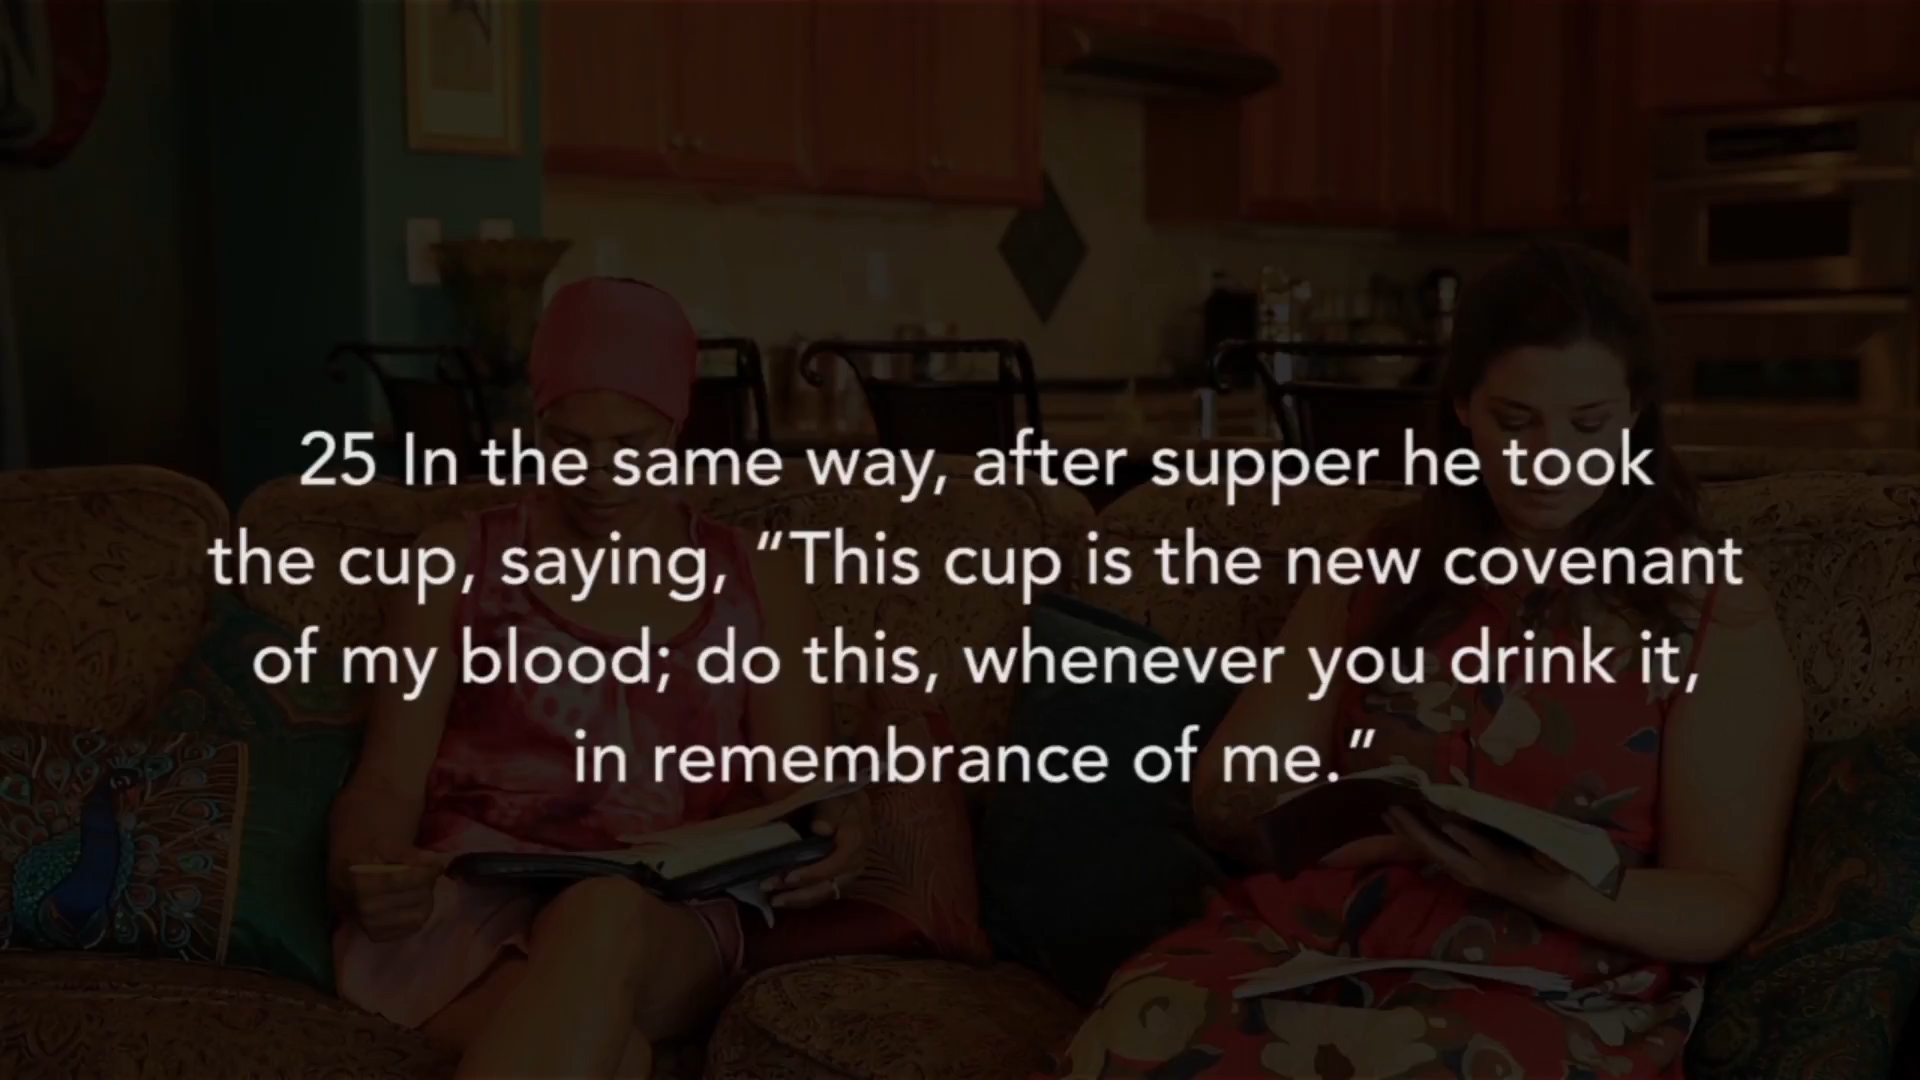 25 In the same way, after supper he took
the cup, saying, “This cup is the new covenant
of my blood; do this, whenever you drink it,
in remembrance of me.”